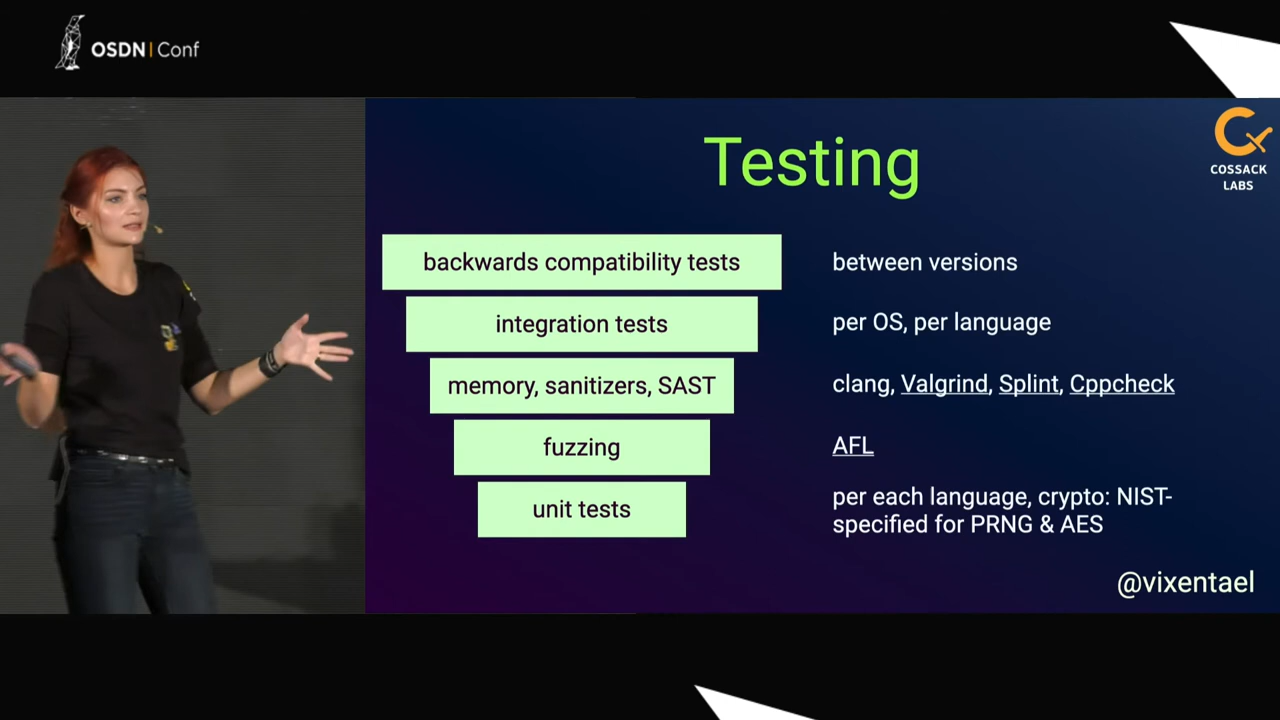 OSDN | Conf
Testing
COSSACK
LABS
backwards compatibility tests
between versions
integration tests
per OS, per language
memory, sanitizers, SAST
clang, Valgrind, Splint, Cppcheck
fuzzing
AFL
unit tests
per each language, crypto: NIST-
specified for PRNG & AES
@vixentael